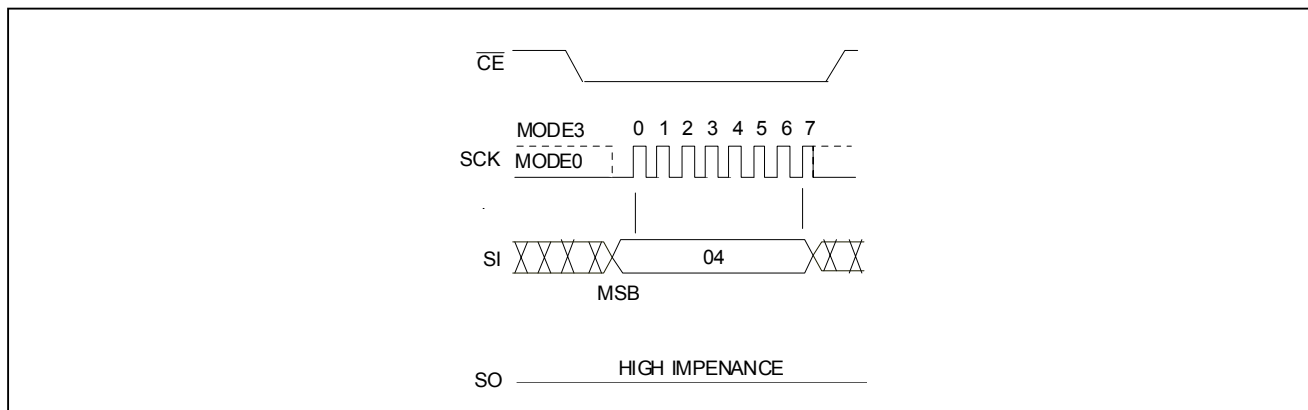 CE
MODE3
0 1 2 3 4 5 6 7
SCK
MODE0
SI
04
MSB
HIGH IMPENANCE
SO